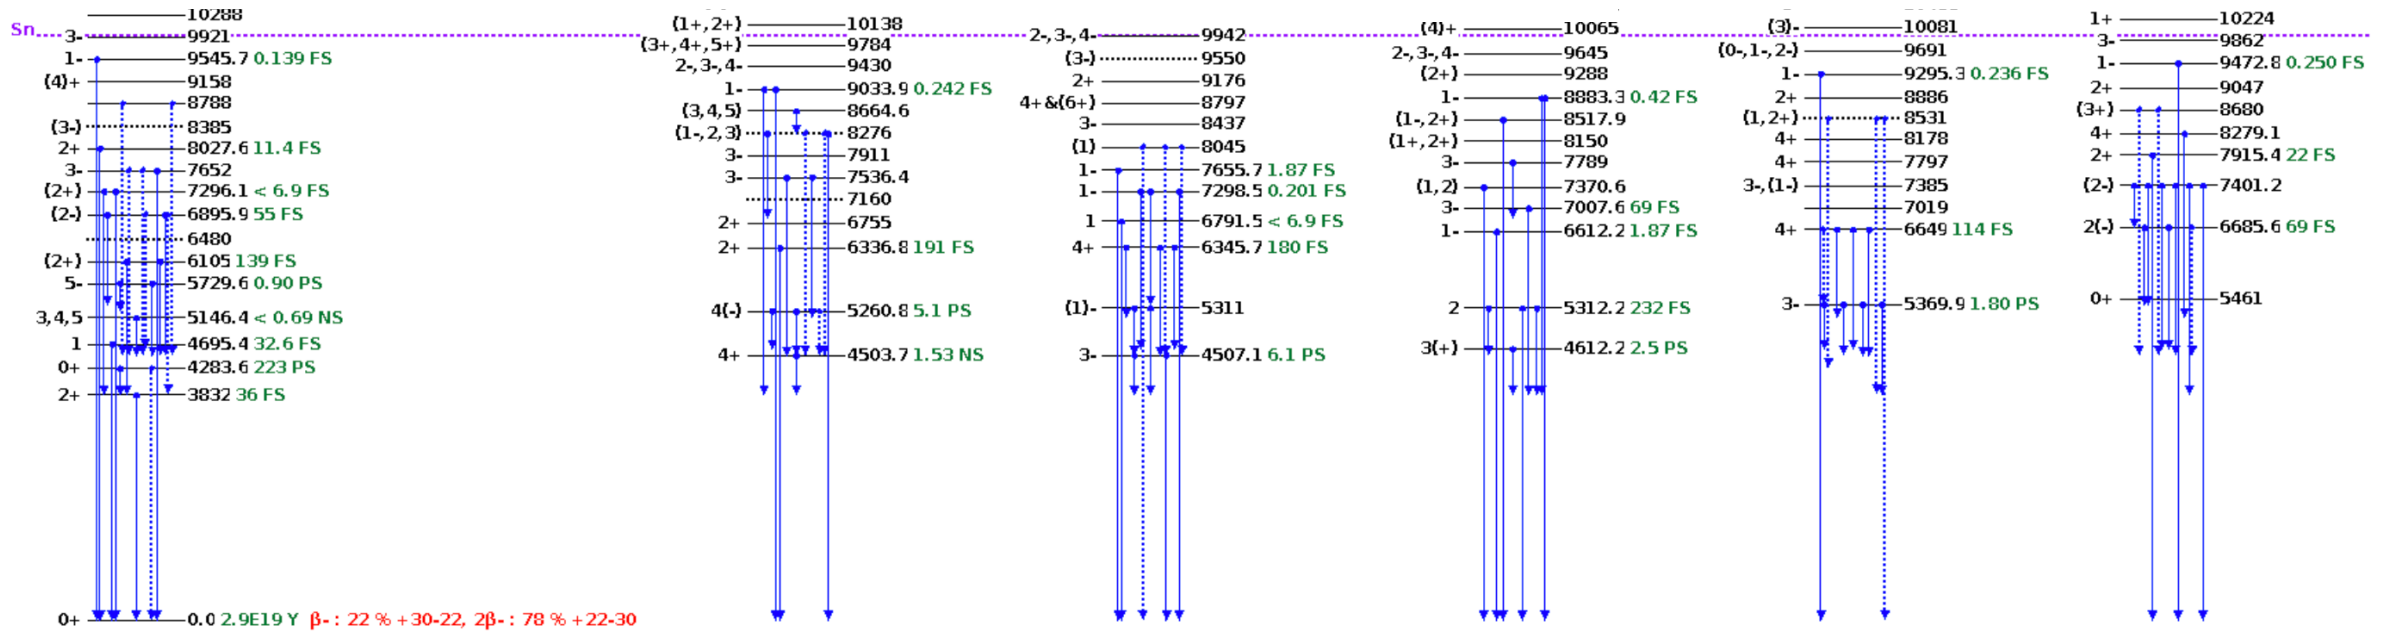 10288
Sn
3- 9921
1- 9545.7 0.139 FS
(4)+ 9158
8788
(3-) 8385
2+ 8027.6 11.4 FS
3- 7652
(2+) 7296.1 < 6.9 FS
(2-) 6895.9 55 FS
6480
(2+) 6105 139 FS
5- 5729.6 0.90 PS
3,4,5 5146.4 < 0.69 NS
1 4695.4 32.6 FS
0+ 4283.6 223 PS
2+ 3832 36 FS
0+ 0.0 2.9E19 Y β- : 22 % +30-22, 2β- : 78 % +22-30
(1+,2+) 10138
(3+,4+,5+) 9784
2-,3-,4- 9430
1- 9033.9 0.242 FS
(3,4,5) 8664.6
(1-,2,3) 8276
3- 7911
3- 7536.4
7160
2+ 6755
2+ 6336.8 191 FS
4(-) 5260.8 5.1 PS
4+ 4503.7 1.53 NS
2-,3-,4- 9942
(3-) 9550
2+ 9176
4+&(6+) 8797
3- 8437
(1) 8045
1- 7655.7 1.87 FS
1- 7298.5 0.201 FS
1 6791.5 < 6.9 FS
4+ 6345.7 180 FS
(1)- 5311
3- 4507.1 6.1 PS
(4)+ 10065
2-,3-,4- 9645
(2+) 9288
1- 8883.3 0.42 FS
(1-,2+) 8517.9
(1+,2+) 8150
3- 7789
(1,2) 7370.6
3- 7007.6 69 FS
1- 6612.2 1.87 FS
2 5312.2 232 FS
3(+) 4612.2 2.5 PS
(3)- 10081
(0-,1-,2-) 9691
1- 9295.3 0.236 FS
2+ 8886
(1,2+) 8531
4+ 8178
4+ 7797
3-,(1-) 7385
7019
4+ 6649 114 FS
3- 5369.9 1.80 PS
1+ 10224
3- 9862
1- 9472.8 0.250 FS
2+ 9047
(3+) 8680
4+ 8279.1
2+ 7915.4 22 FS
(2-) 7401.2
2(-) 6685.6 69 FS
0+ 5461